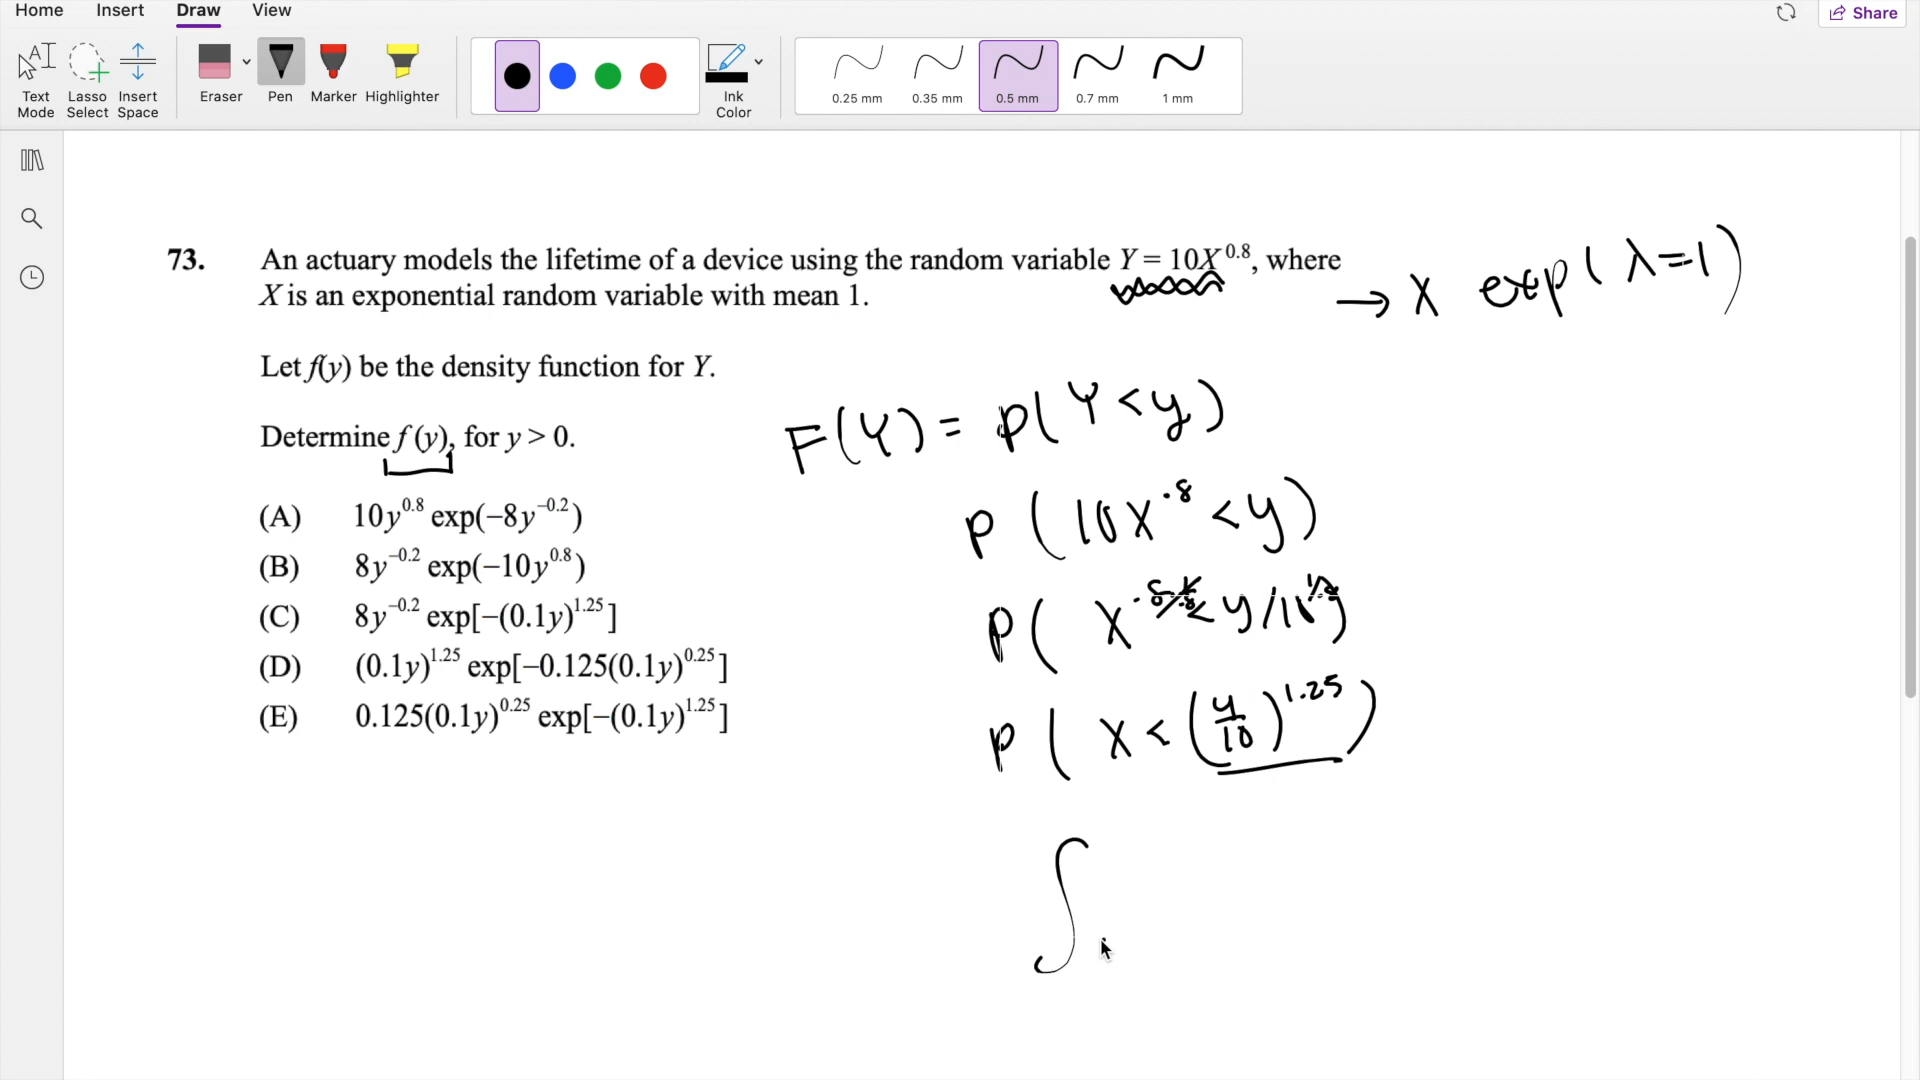 Home Insert Draw View
Share
Text Mode
Lasso Select
Insert Space
Eraser
Pen
Marker
Highlighter
Ink Color
0.25 mm
0.35 mm
0.5 mm
0.7 mm
1 mm
73. An actuary models the lifetime of a device using the random variable Y = 10X^0.8, where
X is an exponential random variable with mean 1.
→ X exp(λ=1)
Let f(y) be the density function for Y.
Determine f (y), for y > 0.
F(Y) = P(Y < y)
P(10X^.8 < y)
P(X < y/10)
P(X < (y/10)^1.25)
∫
(A) 10y^0.8 exp(−8y^−0.2)
(B) 8y^−0.2 exp(−10y^0.8)
(C) 8y^−0.2 exp[−(0.1y)^1.25]
(D) (0.1y)^1.25 exp[−0.125(0.1y)^0.25]
(E) 0.125(0.1y)^0.25 exp[−(0.1y)^1.25]